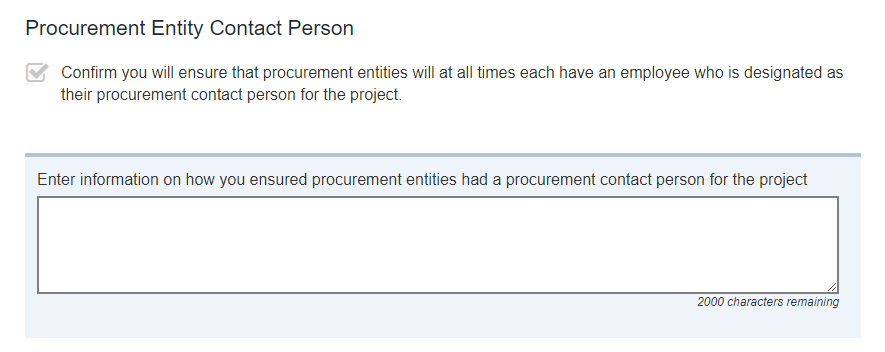 Procurement Entity Contact Person
Confirm you will ensure that procurement entities will at all times each have an employee who is designated as
their procurement contact person for the project.
Enter information on how you ensured procurement entities had a procurement contact person for the project
2000 characters remaining